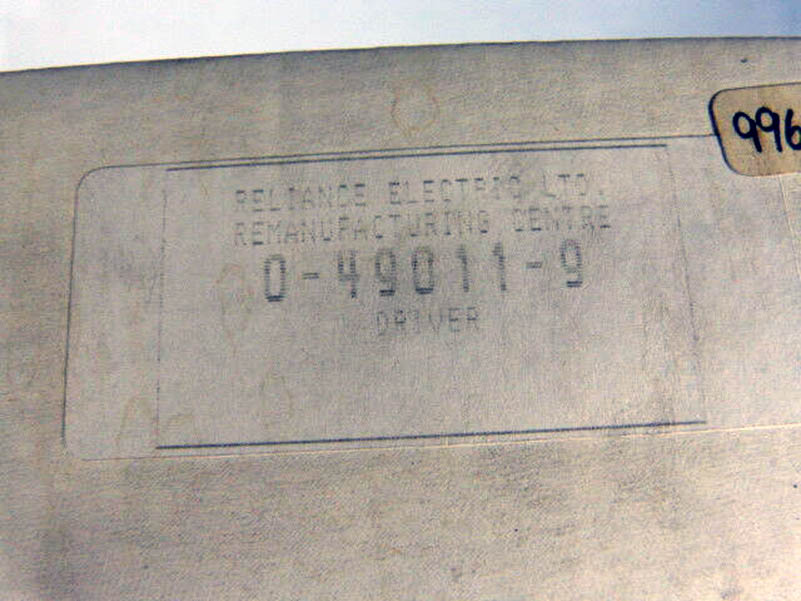 996
RELIANCE ELECTRIC LTD.
REMANUFACTURING CENTRE
0-49011-9
DRIVER